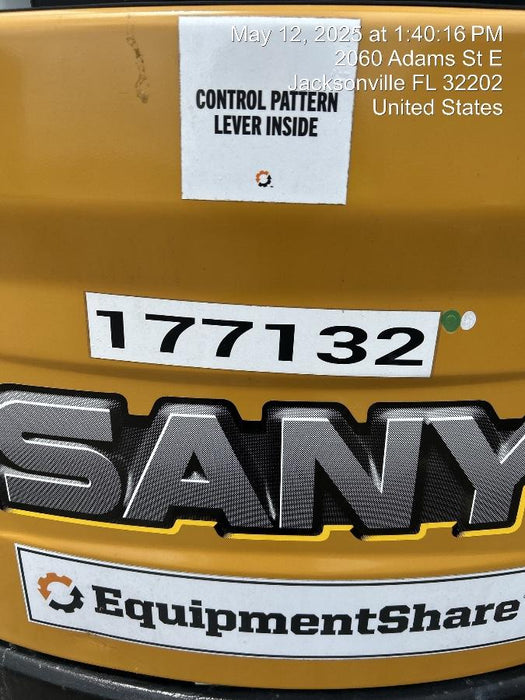 May 12, 2025 at 1:40:16 PM
2060 Adams St E
Jacksonville FL 32202
United States
CONTROL PATTERN
LEVER INSIDE
177132
SANY
EquipmentShare